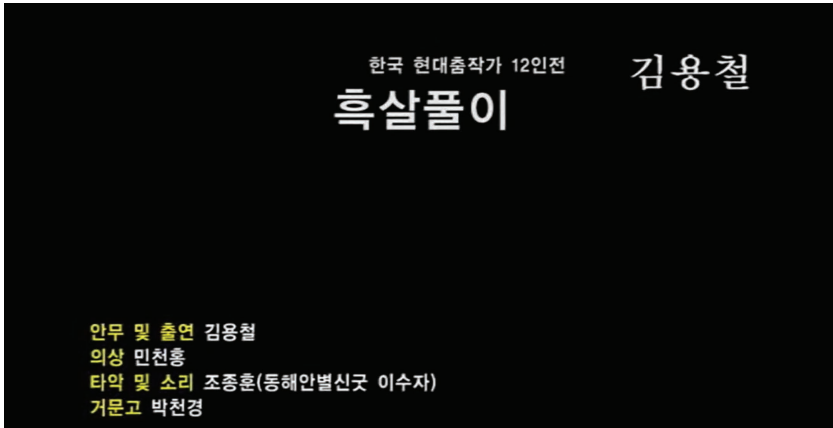 한국 현대춤작가 12인전
김용철
흑살풀이
안무 및 출연 김용철
의상 민천홍
타악 및 소리 조종훈(동해안별신굿 이수자)
거문고 박천경